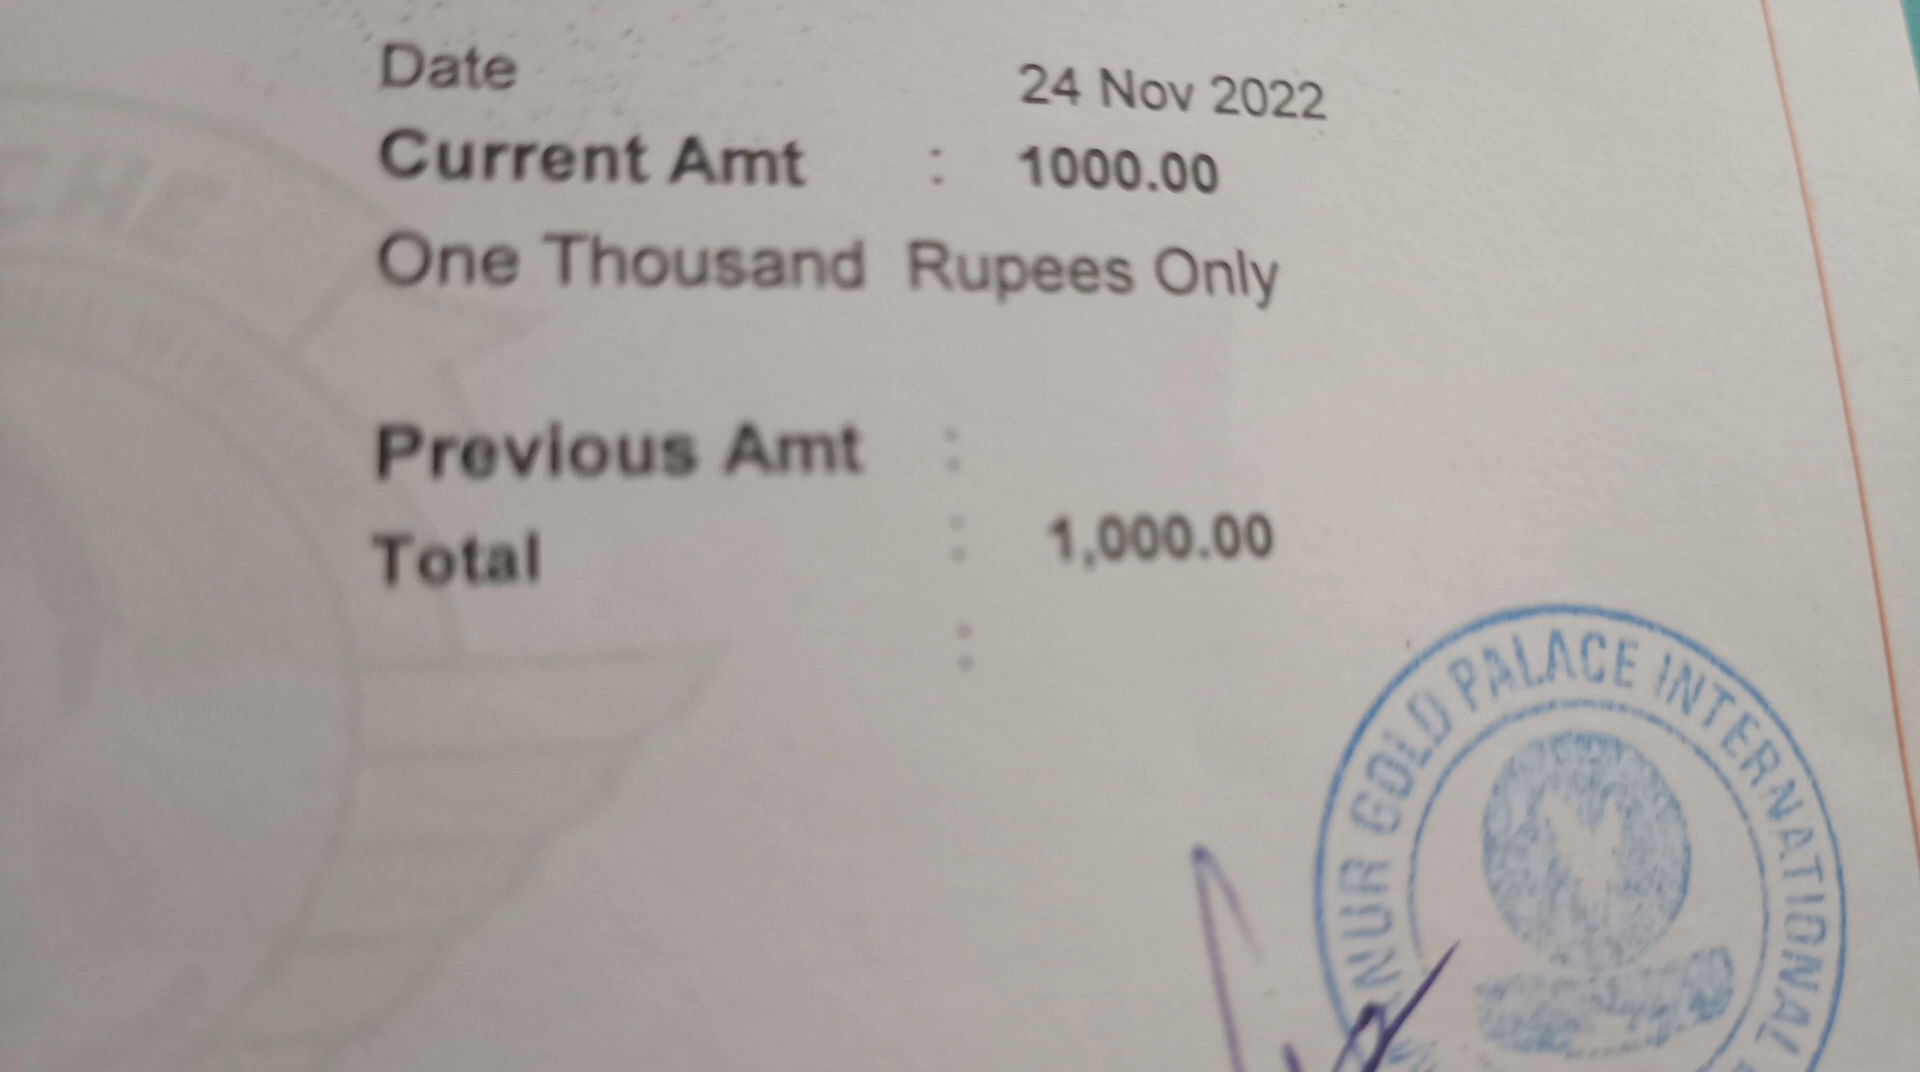 Date 24 Nov 2022
Current Amt : 1000.00
One Thousand Rupees Only
Previous Amt :
Total : 1,000.00
:
NUR GOLD PALACE INTERNATIONAL
CHE